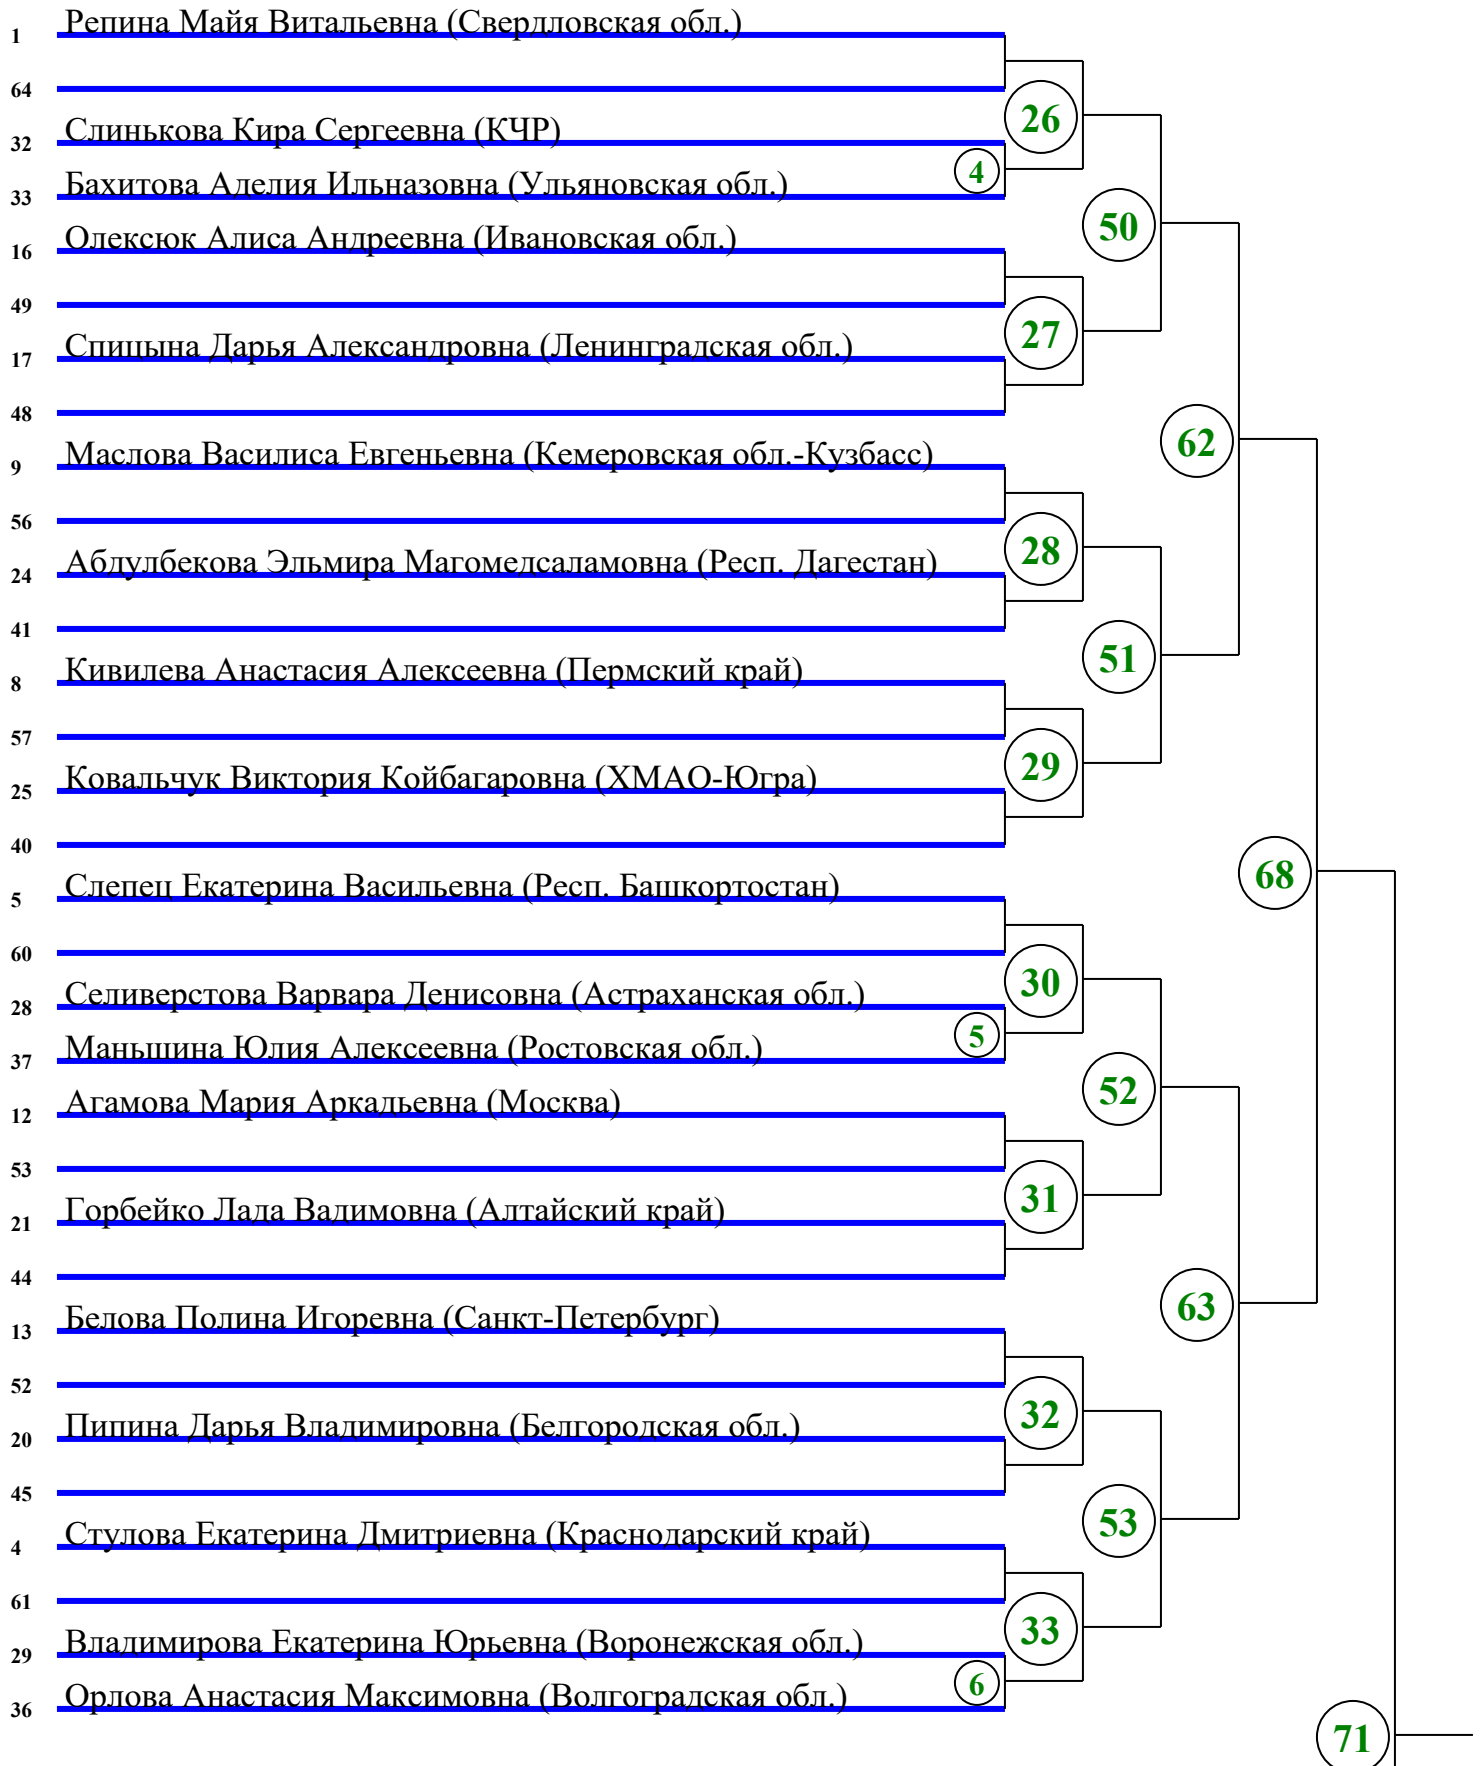 1 Репина Майя Витальевна (Свердловская обл.)
64
26
32 Слинькова Кира Сергеевна (КЧР)
4
33 Бахитова Аделия Ильназовна (Ульяновская обл.)
50
16 Олексюк Алиса Андреевна (Ивановская обл.)
49
27
17 Спицына Дарья Александровна (Ленинградская обл.)
48
62
9 Маслова Василиса Евгеньевна (Кемеровская обл.-Кузбасс)
56
28
24 Абдулбекова Эльмира Магомедсаламовна (Респ. Дагестан)
41
51
8 Кивилева Анастасия Алексеевна (Пермский край)
57
29
25 Ковальчук Виктория Койбагаровна (ХМАО-Югра)
40
68
5 Слепец Екатерина Васильевна (Респ. Башкортостан)
60
30
28 Селиверстова Варвара Денисовна (Астраханская обл.)
5
37 Маньшина Юлия Алексеевна (Ростовская обл.)
52
12 Агамова Мария Аркадьевна (Москва)
53
31
21 Горбейко Лада Вадимовна (Алтайский край)
44
63
13 Белова Полина Игоревна (Санкт-Петербург)
52
32
20 Пипина Дарья Владимировна (Белгородская обл.)
45
53
4 Стулова Екатерина Дмитриевна (Краснодарский край)
61
33
29 Владимирова Екатерина Юрьевна (Воронежская обл.)
6
36 Орлова Анастасия Максимовна (Волгоградская обл.)
71